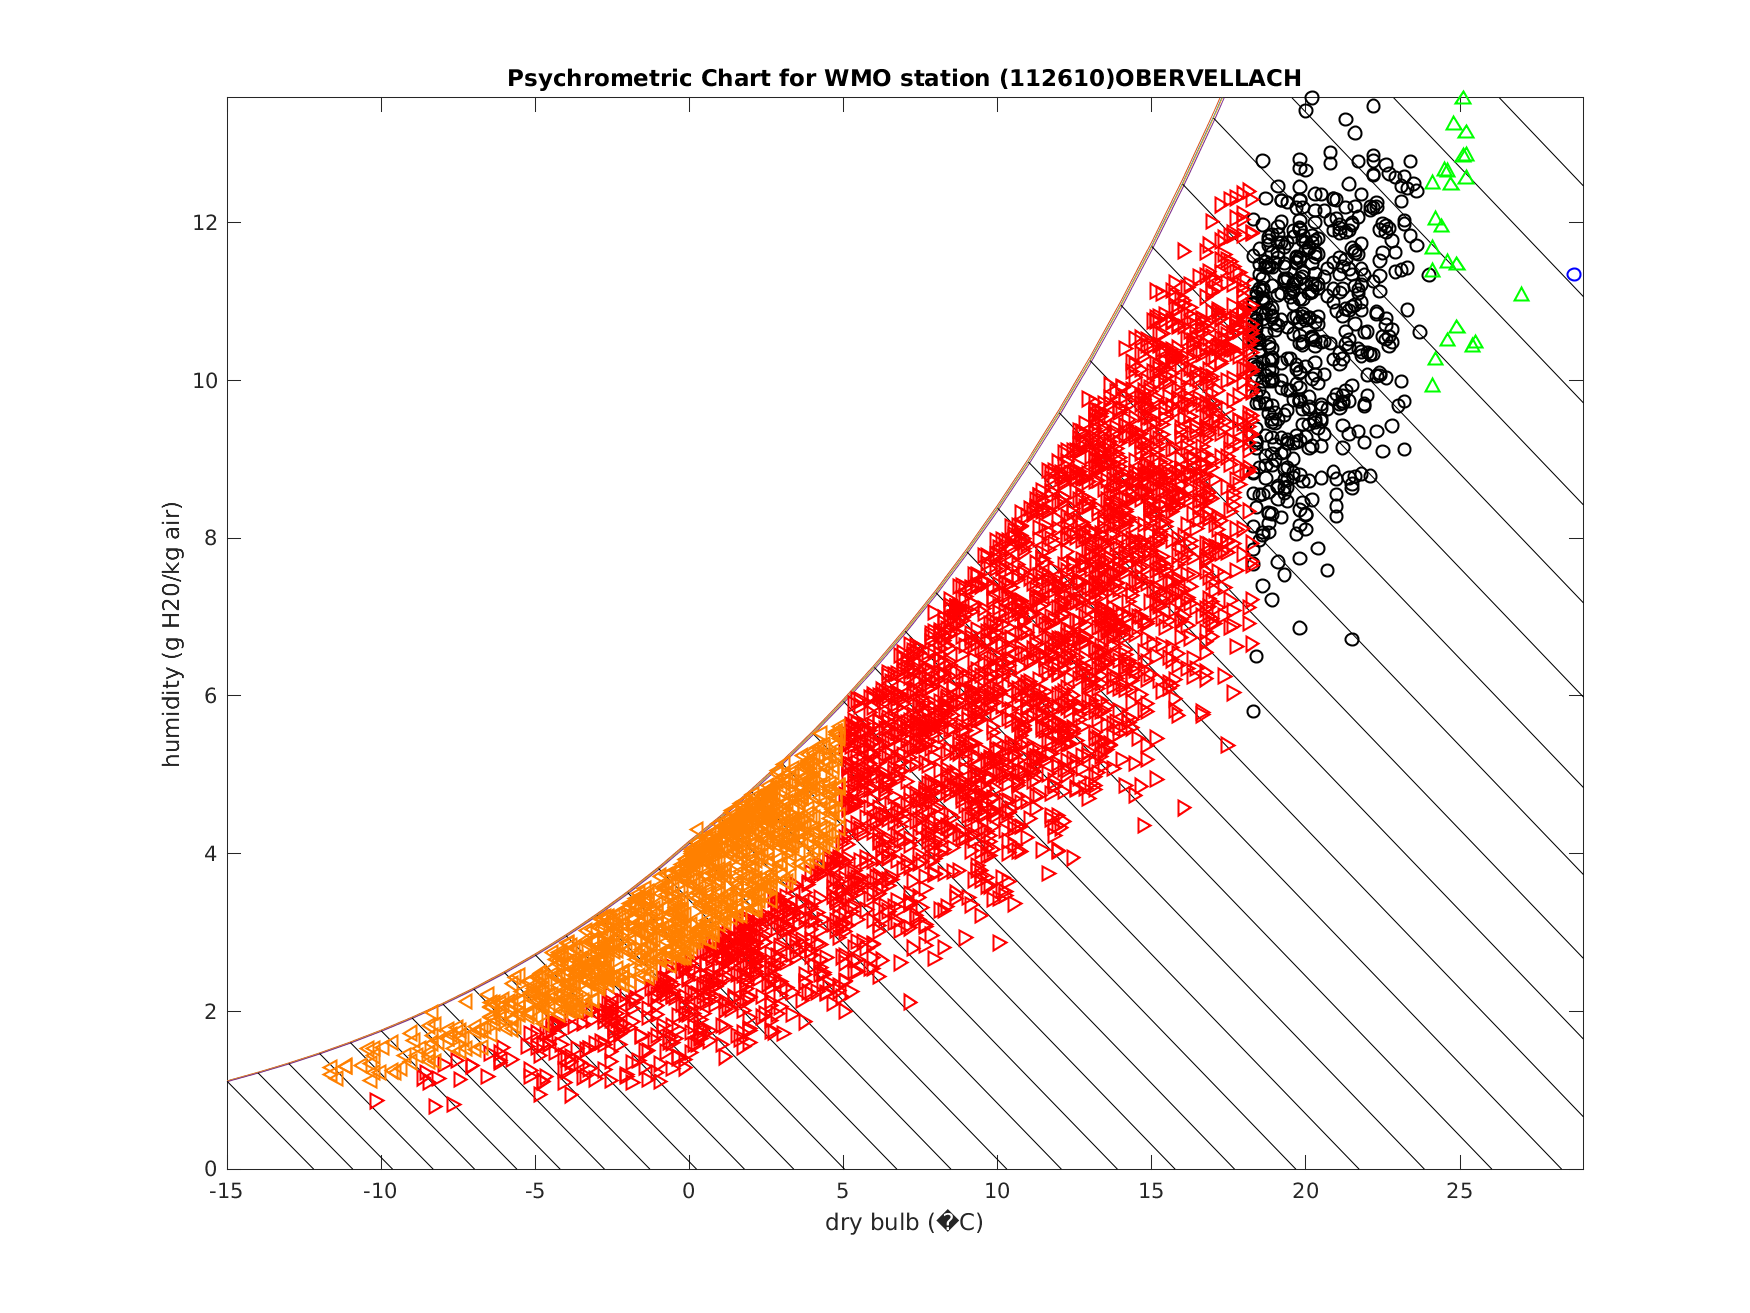 Psychrometric Chart for WMO station (112610)OBERVELLACH
humidity (g H20/kg air)
12
10
8
6
4
2
0
-15 -10 -5 0 5 10 15 20 25
dry bulb (�C)